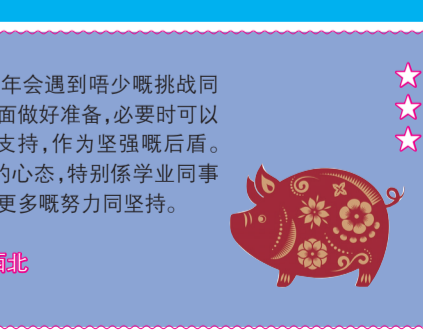 年会遇到唔少嘅挑战同
面做好准备,必要时可以
支持,作为坚强嘅后盾。
的心态,特别係学业同事
更多嘅努力同坚持。
西北